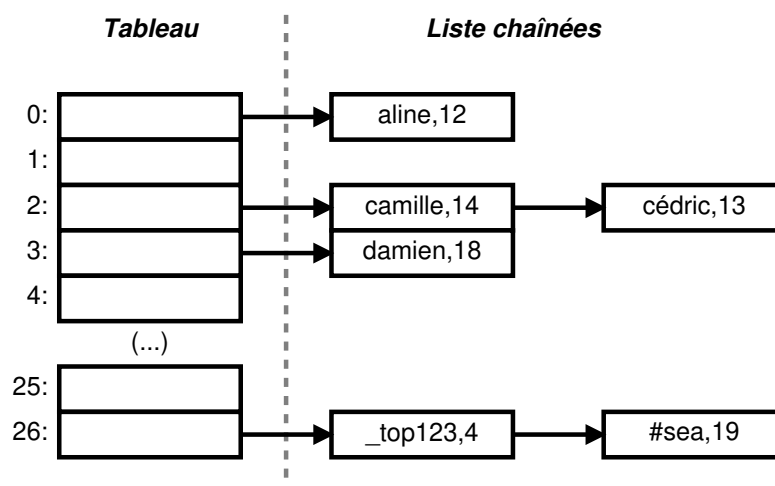 Tableau Liste chaînées
0: aline,12
1:
2: camille,14 cédric,13
3: damien,18
4:
(...)
25:
26: _top123,4 #sea,19